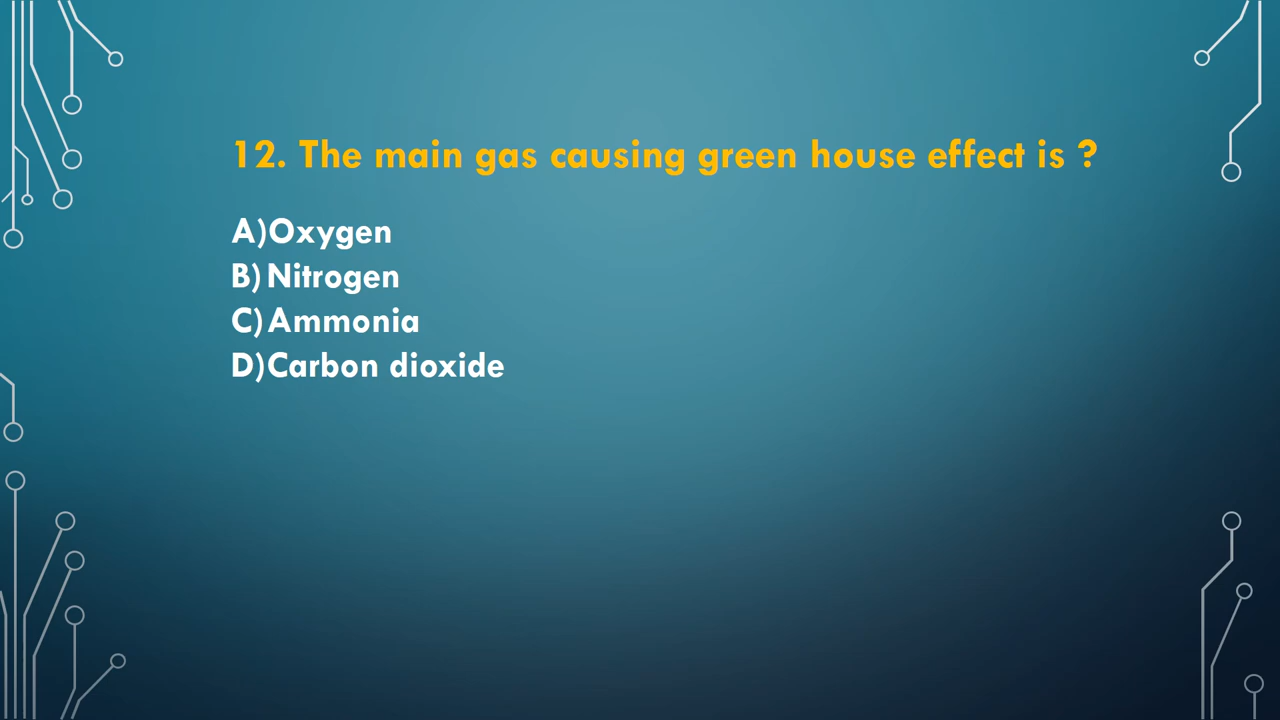 12. The main gas causing green house effect is ?
A)Oxygen
B)Nitrogen
C)Ammonia
D)Carbon dioxide